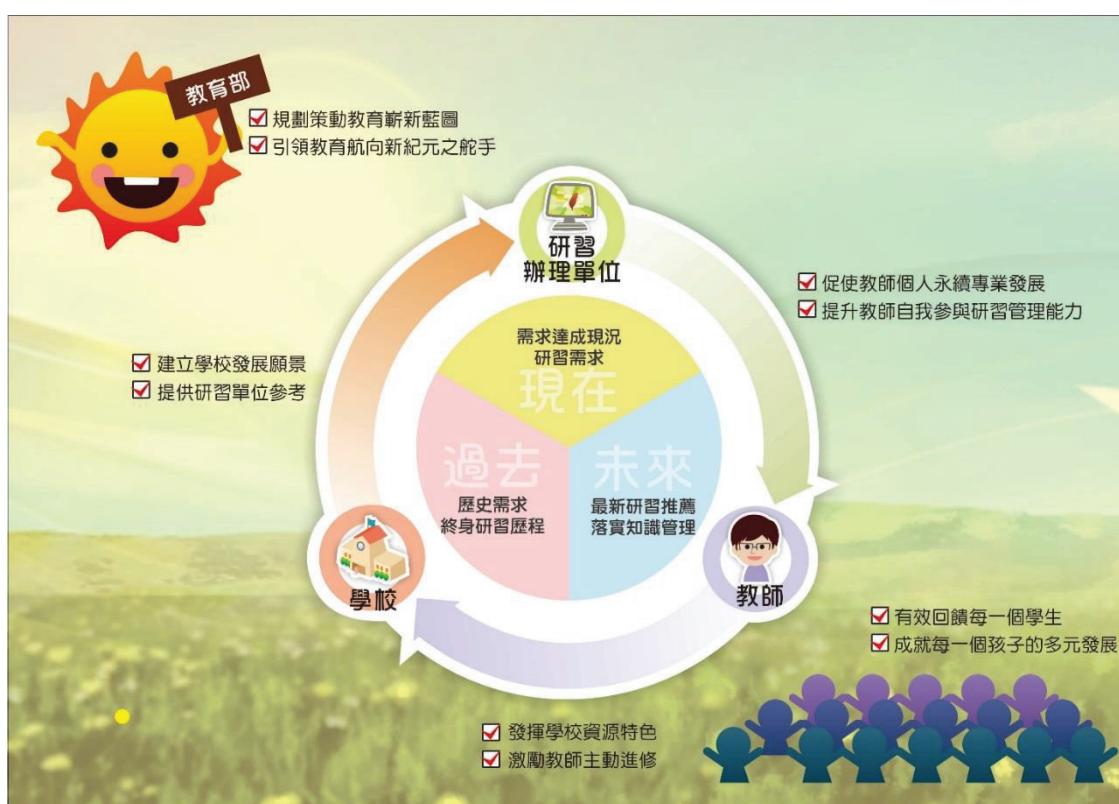 教育部
規劃策動教育嶄新藍圖
引領教育航向新紀元之舵手
研習
辦理單位
促使教師個人永續專業發展
提升教師自我參與研習管理能力
建立學校發展願景
提供研習單位參考
需求達成現況
研習需求
現在
過去
歷史需求
終身研習歷程
未來
最新研習推薦
落實知識管理
學校
教師
有效回饋每一個學生
成就每一個孩子的多元發展
發揮學校資源特色
激勵教師主動進修